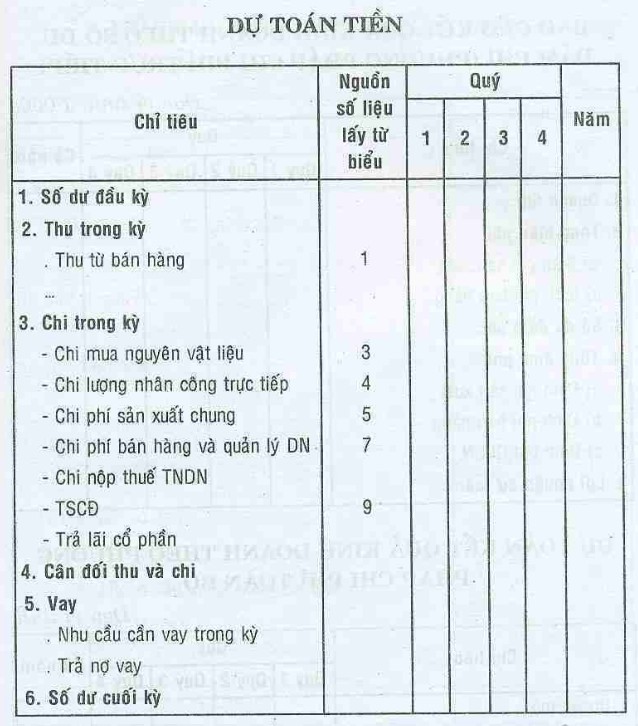 DỰ TOÁN TIỀN
Chỉ tiêu
Nguồn số liệu lấy từ biểu
Quý
Năm
1 2 3 4
1. Số dư đầu kỳ
2. Thu trong kỳ
. Thu từ bán hàng 1
...
3. Chi trong kỳ
- Chi mua nguyên vật liệu 3
- Chi lượng nhân công trực tiếp 4
- Chi phí sản xuất chung 5
- Chi phí bán hàng và quản lý DN 7
- Chi nộp thuế TNDN
- TSCĐ 9
- Trả lãi cổ phần
4. Cân đối thu và chi
5. Vay
. Nhu cầu cần vay trong kỳ
. Trả nợ vay
6. Số dư cuối kỳ